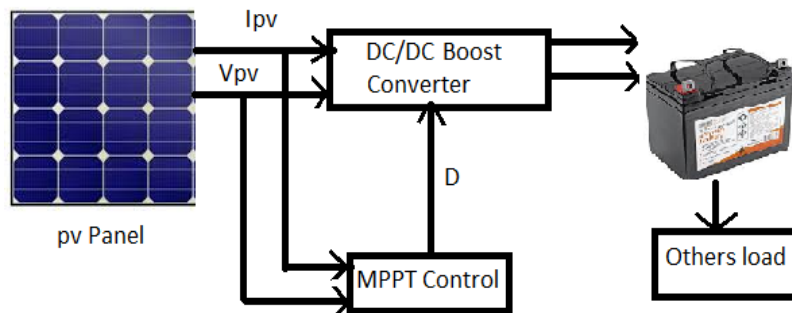 Ipv
Vpv
DC/DC Boost
Converter
D
pv Panel
MPPT Control
Others load